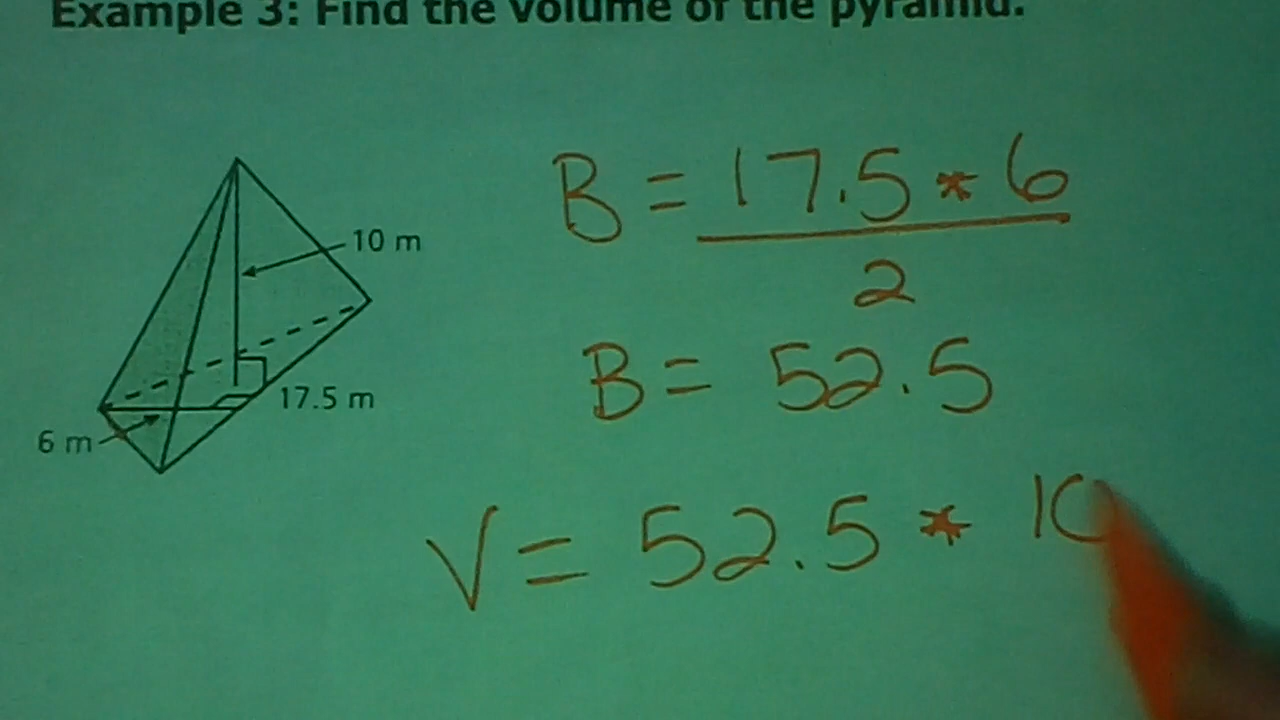 Example 3: Find the volume of the pyramid.
10 m
17.5 m
6 m
B = 17.5 * 6
2
B = 52.5
V = 52.5 * 10